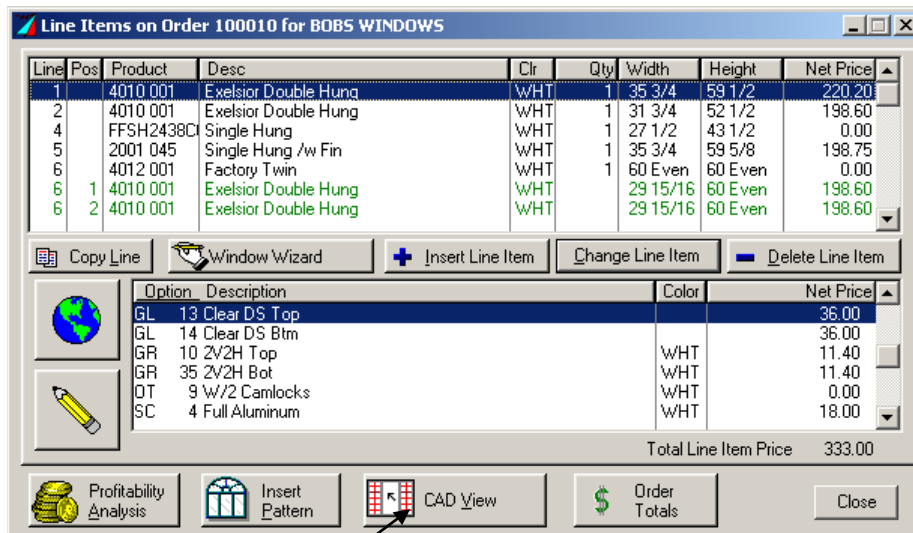 Line Items on Order 100010 for BOBS WINDOWS
Line Pos Product Desc Clr Qty Width Height Net Price
1 4010 001 Exelsior Double Hung WHT 1 35 3/4 59 1/2 220.20
2 4010 001 Exelsior Double Hung WHT 1 31 3/4 52 1/2 198.60
4 FFSH2438Cl Single Hung WHT 1 27 1/2 43 1/2 0.00
5 2001 045 Single Hung /w Fin WHT 1 35 3/4 59 5/8 198.75
6 4012 001 Factory Twin WHT 1 60 Even 60 Even 0.00
6 1 4010 001 Exelsior Double Hung WHT 29 15/16 60 Even 198.60
6 2 4010 001 Exelsior Double Hung WHT 29 15/16 60 Even 198.60
Copy Line Window Wizard Insert Line Item Change Line Item Delete Line Item
Option Description Color Net Price
GL 13 Clear DS Top 36.00
GL 14 Clear DS Btm 36.00
GR 10 2V2H Top WHT 11.40
GR 35 2V2H Bot WHT 11.40
OT 9 W/2 Camlocks WHT 0.00
SC 4 Full Aluminum WHT 18.00
Total Line Item Price 333.00
Profitability Analysis Insert Pattern CAD View Order Totals Close